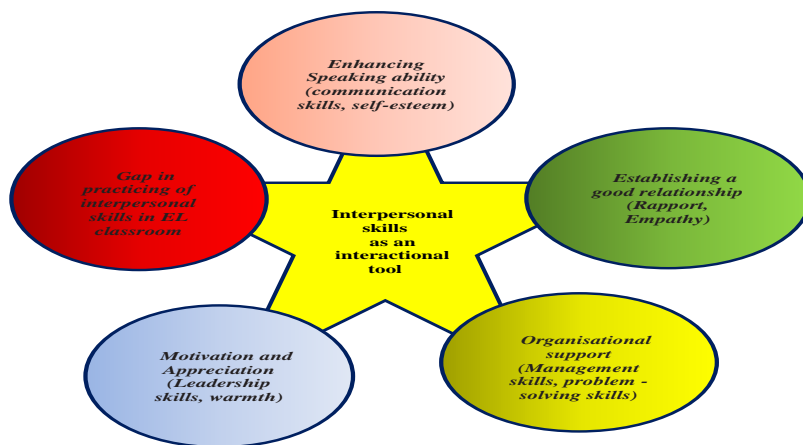 Enhancing
Speaking ability
(communication
skills, self-esteem)
Gap in
practicing of
interpersonal
skills in EL
classroom
Establishing a
good relationship
(Rapport,
Empathy)
Interpersonal
skills
as an
interactional
tool
Motivation and
Appreciation
(Leadership
skills, warmth)
Organisational
support
(Management
skills, problem -
solving skills)